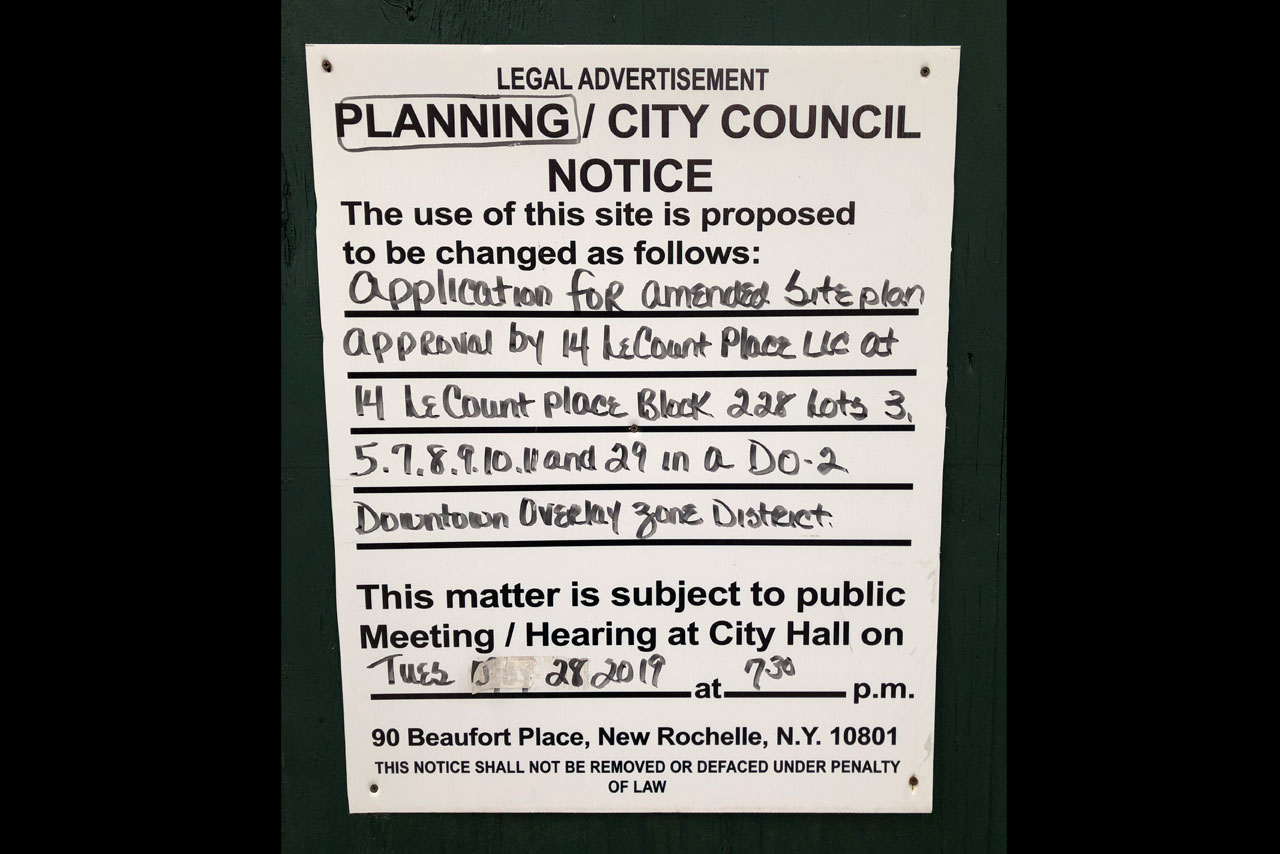 LEGAL ADVERTISEMENT
PLANNING / CITY COUNCIL
NOTICE
The use of this site is proposed
to be changed as follows:
Application for amended Site plan
approval by 14 LeCount Place LLC at
14 LeCount Place Block 228 Lots 3.
5.7.8.9.10.11 and 29 in a DO-2
Downtown Overlay Zone District.
This matter is subject to public
Meeting / Hearing at City Hall on
Tues 28 2019 at 7:30 p.m.
90 Beaufort Place, New Rochelle, N.Y. 10801
THIS NOTICE SHALL NOT BE REMOVED OR DEFACED UNDER PENALTY
OF LAW